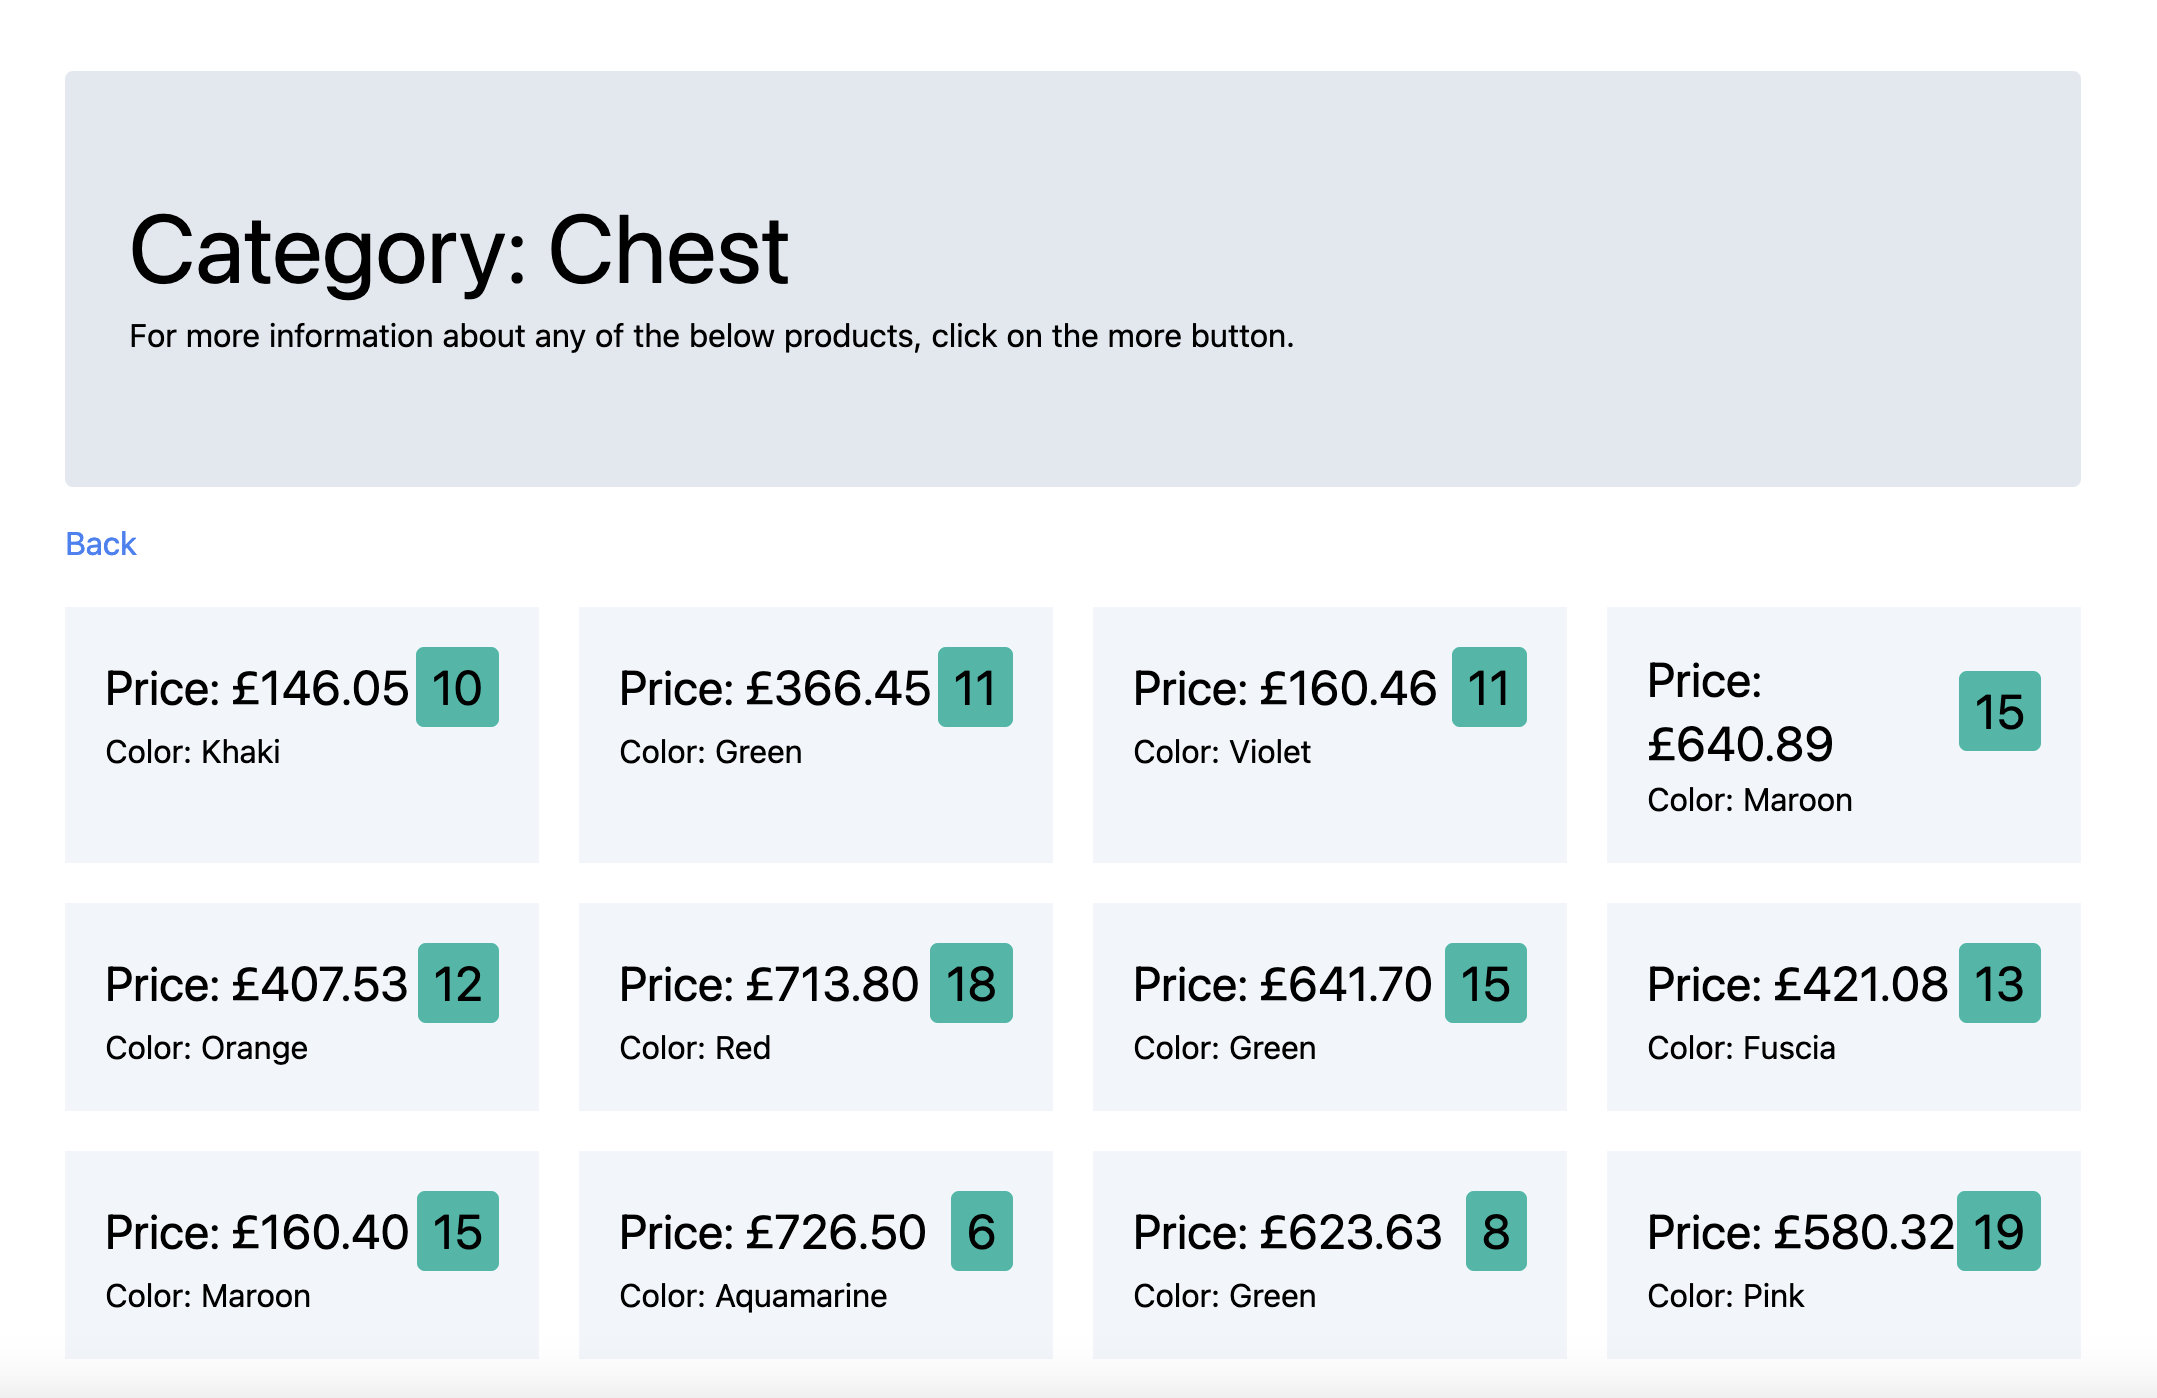 Category: Chest
For more information about any of the below products, click on the more button.
Back
Price: £146.05 10
Color: Khaki
Price: £366.45 11
Color: Green
Price: £160.46 11
Color: Violet
Price:
£640.89
15
Color: Maroon
Price: £407.53 12
Color: Orange
Price: £713.80 18
Color: Red
Price: £641.70 15
Color: Green
Price: £421.08 13
Color: Fuscia
Price: £160.40 15
Color: Maroon
Price: £726.50 6
Color: Aquamarine
Price: £623.63 8
Color: Green
Price: £580.32 19
Color: Pink